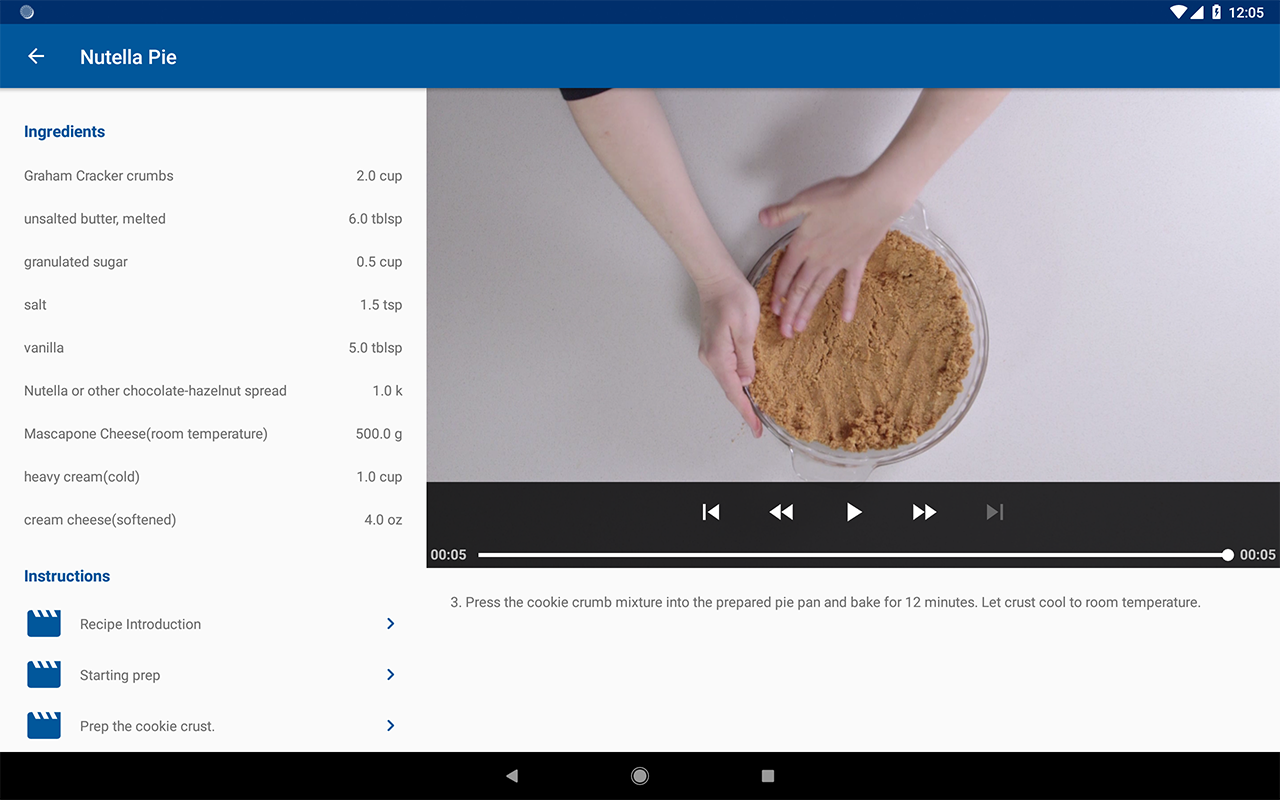 12:05
Nutella Pie
Ingredients
Graham Cracker crumbs 2.0 cup
unsalted butter, melted 6.0 tblsp
granulated sugar 0.5 cup
salt 1.5 tsp
vanilla 5.0 tblsp
Nutella or other chocolate-hazelnut spread 1.0 k
Mascapone Cheese(room temperature) 500.0 g
heavy cream(cold) 1.0 cup
cream cheese(softened) 4.0 oz
Instructions
Recipe Introduction
Starting prep
Prep the cookie crust.
00:05 00:05
3. Press the cookie crumb mixture into the prepared pie pan and bake for 12 minutes. Let crust cool to room temperature.